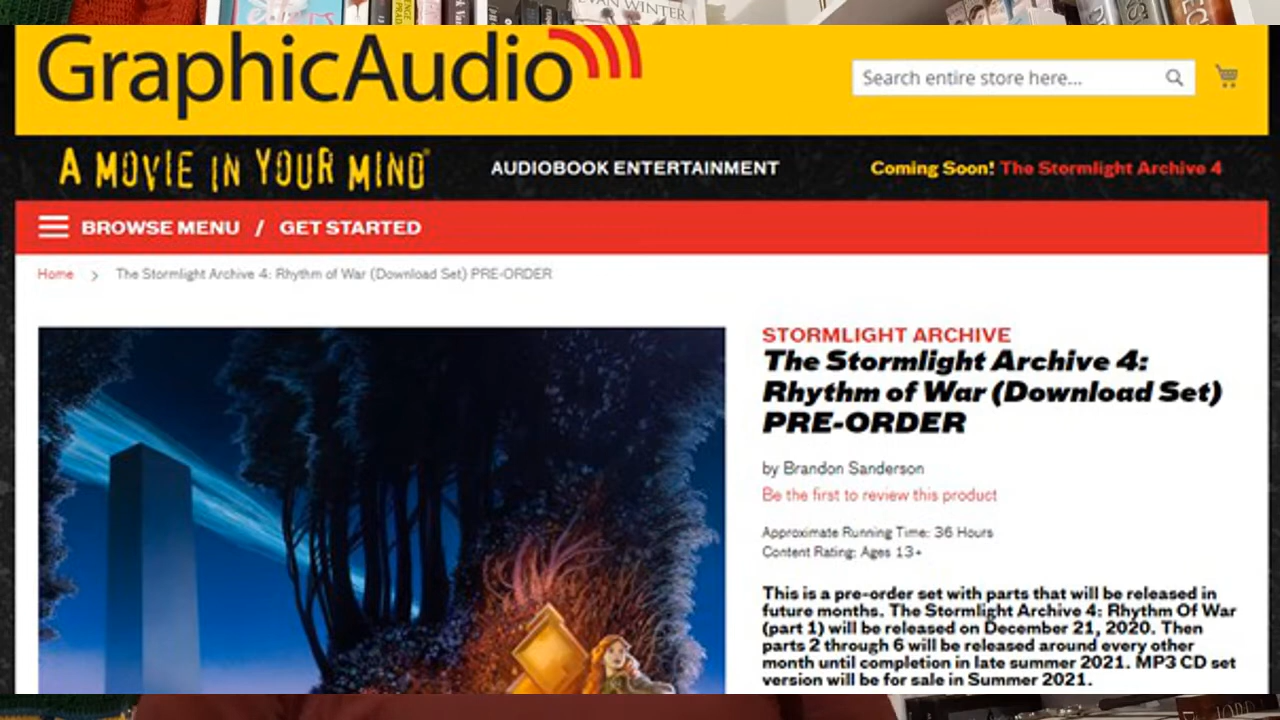 EVAN WINTER
GraphicAudio
Search entire store here...
A MOVIE IN YOUR MIND
AUDIOBOOK ENTERTAINMENT
Coming Soon! The Stormlight Archive 4
BROWSE MENU / GET STARTED
Home > The Stormlight Archive 4: Rhythm of War (Download Set) PRE-ORDER
STORMLIGHT ARCHIVE
The Stormlight Archive 4:
Rhythm of War (Download Set)
PRE-ORDER
by Brandon Sanderson
Be the first to review this product
Approximate Running Time: 36 Hours
Content Rating: Ages 13+
This is a pre-order set with parts that will be released in
future months. The Stormlight Archive 4: Rhythm Of War
(part 1) will be released on December 21, 2020. Then
parts 2 through 6 will be released around every other
month until completion in late summer 2021. MP3 CD set
version will be for sale in Summer 2021.